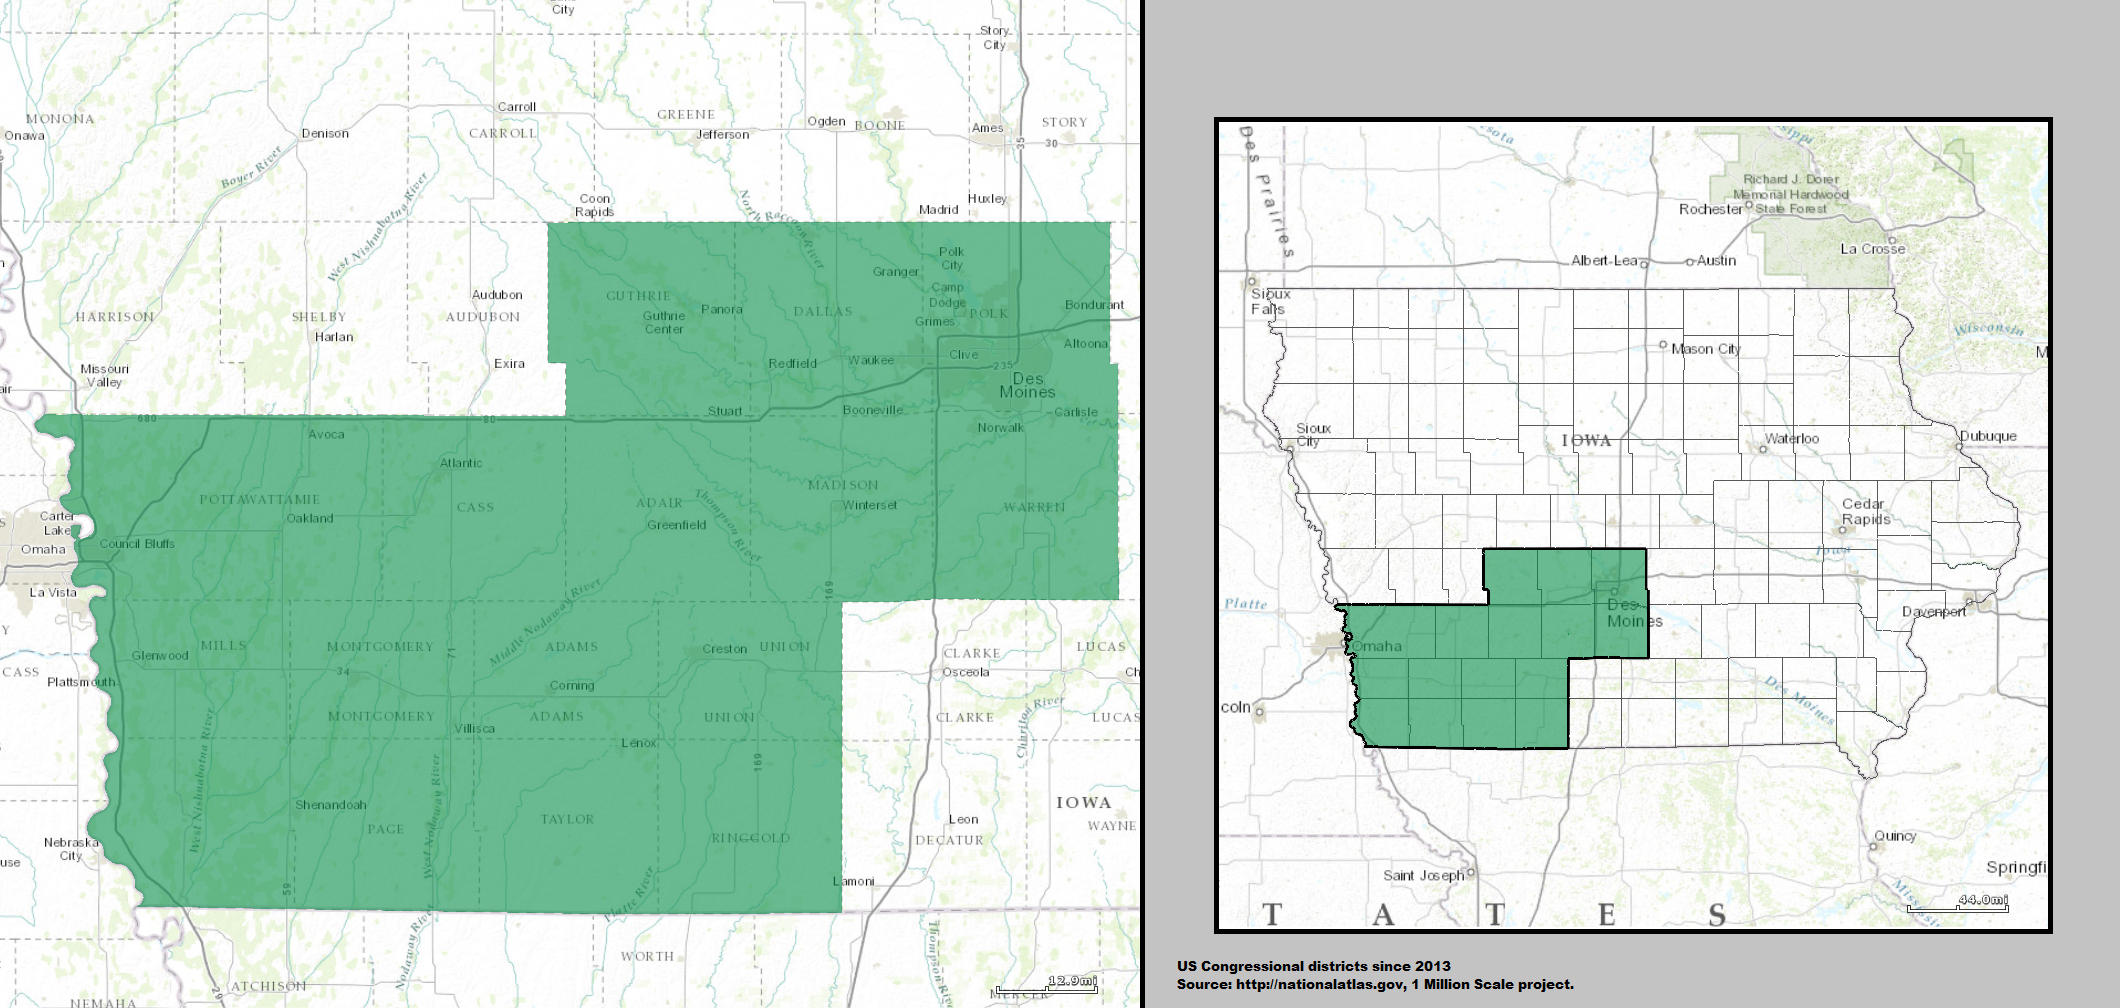 City
Story
City
MONONA
Onawa
Carroll
GREENE
Ogden
BOONE
Ames
STORY
Denison
CARROLL
Jefferson
35
30
Boyer River
West Nishnabotna River
Coon
Rapids
North Raccoon River
Madrid
Huxley
Polk
City
Granger
Camp
Dodge
Audubon
GUTHRIE
Panora
DALLAS
Bondurant
HARRISON
SHELBY
AUDUBON
Guthrie
Center
Grimes
POLK
Harlan
Altoona
Missouri
Valley
Exira
Redfield
Waukee
Clive
235
Des
Moines
680
80
Stuart
Booneville
Carlisle
Avoca
Norwalk
Atlantic
POTTAWATTAMIE
Oakland
CASS
ADAIR
Greenfield
Thompson River
MADISON
Winterset
WARREN
Carter
Lake
Omaha
Council Bluffs
La Vista
169
Middle Nodaway River
MILLS
MONTGOMERY
71
ADAMS
Creston
UNION
CLARKE
LUCAS
Glenwood
34
Osceola
Ch
CASS
Plattsmouth
Corning
MONTGOMERY
Villisca
ADAMS
UNION
CLARKE
LUCAS
Chariton River
Lenox
169
West Nishnabotna River
West Nodaway River
Shenandoah
PAGE
TAYLOR
RINGGOLD
IOWA
WAYNE
Leon
DECATUR
Nebraska
City
59
Platte River
Lamoni
Nodaway River
Thompson River
WORTH
ATCHISON
29
NEMAHA
MERCER
12.9mi
Des Prairies
Richard J. Dorer
Memorial Hardwood
State Forest
Rochester
La Crosse
Albert Lea
Austin
Sioux
Falls
Wisconsin
Mason City
M
Sioux
City
IOWA
Waterloo
Dubuque
Cedar
Rapids
Iowa
Platte
Des
Moines
Davenport
Omaha
Des Moines
coln
Quincy
Saint Joseph
Springfi
T A T E S
44.0mi
US Congressional districts since 2013
Source: http://nationalatlas.gov, 1 Million Scale project.